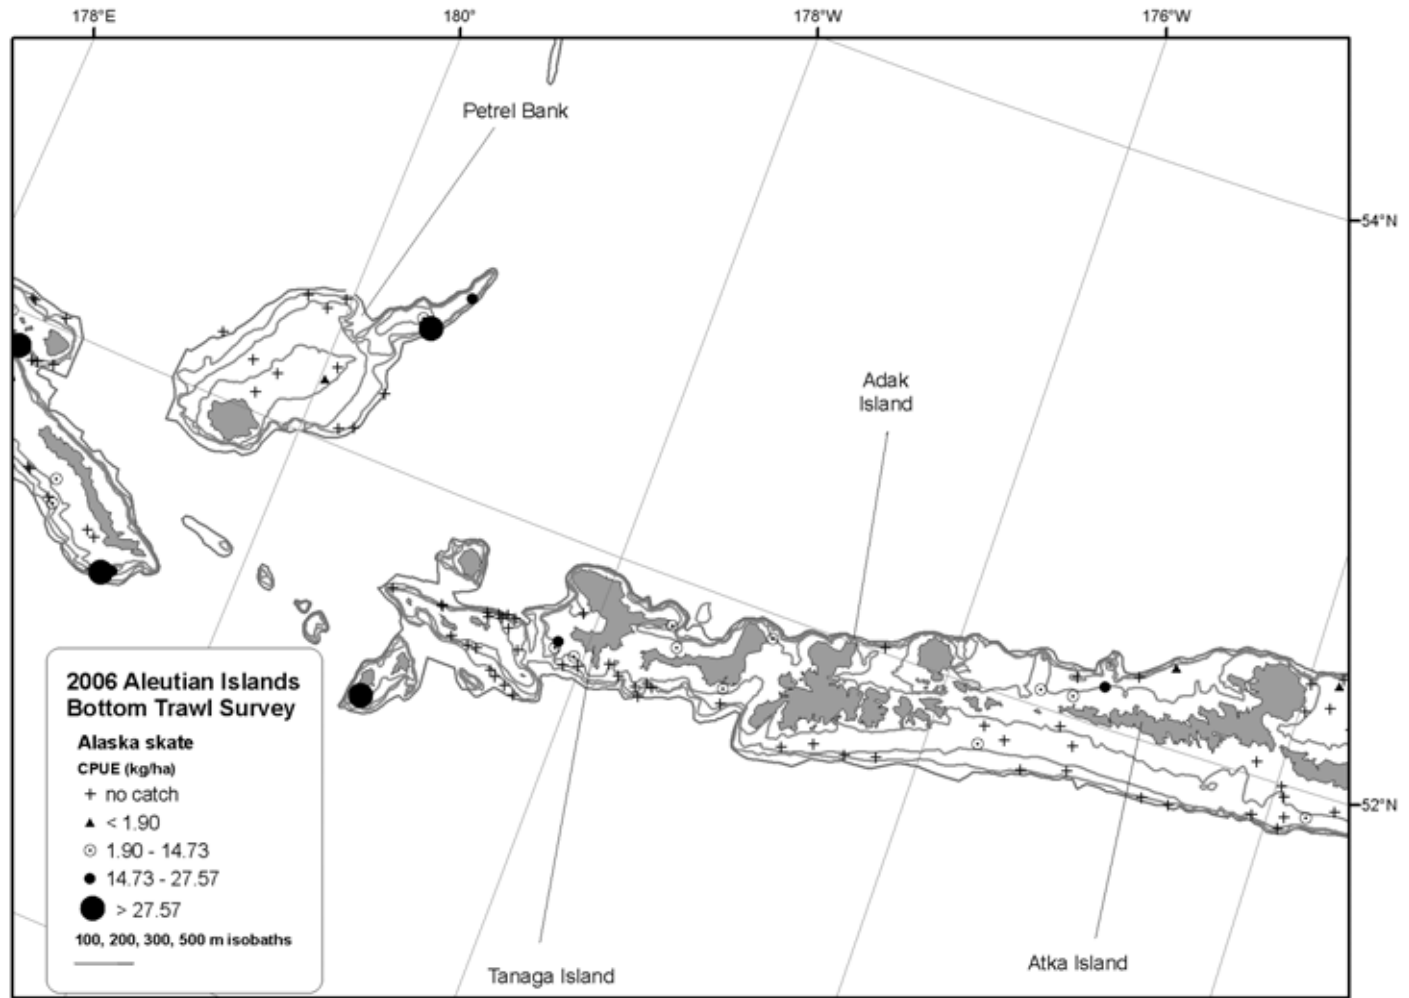 178°E
180°
178°W
176°W
Petrel Bank
54°N
Adak
Island
2006 Aleutian Islands
Bottom Trawl Survey
Alaska skate
CPUE (kg/ha)
no catch
< 1.90
1.90 - 14.73
14.73 - 27.57
> 27.57
100, 200, 300, 500 m isobaths
52°N
Tanaga Island
Atka Island